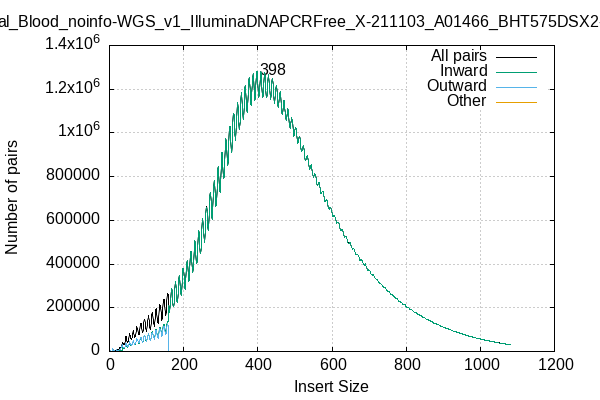 al_Blood_noinfo-WGS_v1_IlluminaDNAPCRFree_X-211103_A01466_BHT575DSX2
1.4x10^6
1.2x10^6
1x10^6
800000
600000
400000
200000
0
Number of pairs
398
All pairs
Inward
Outward
Other
0 200 400 600 800 1000 1200
Insert Size